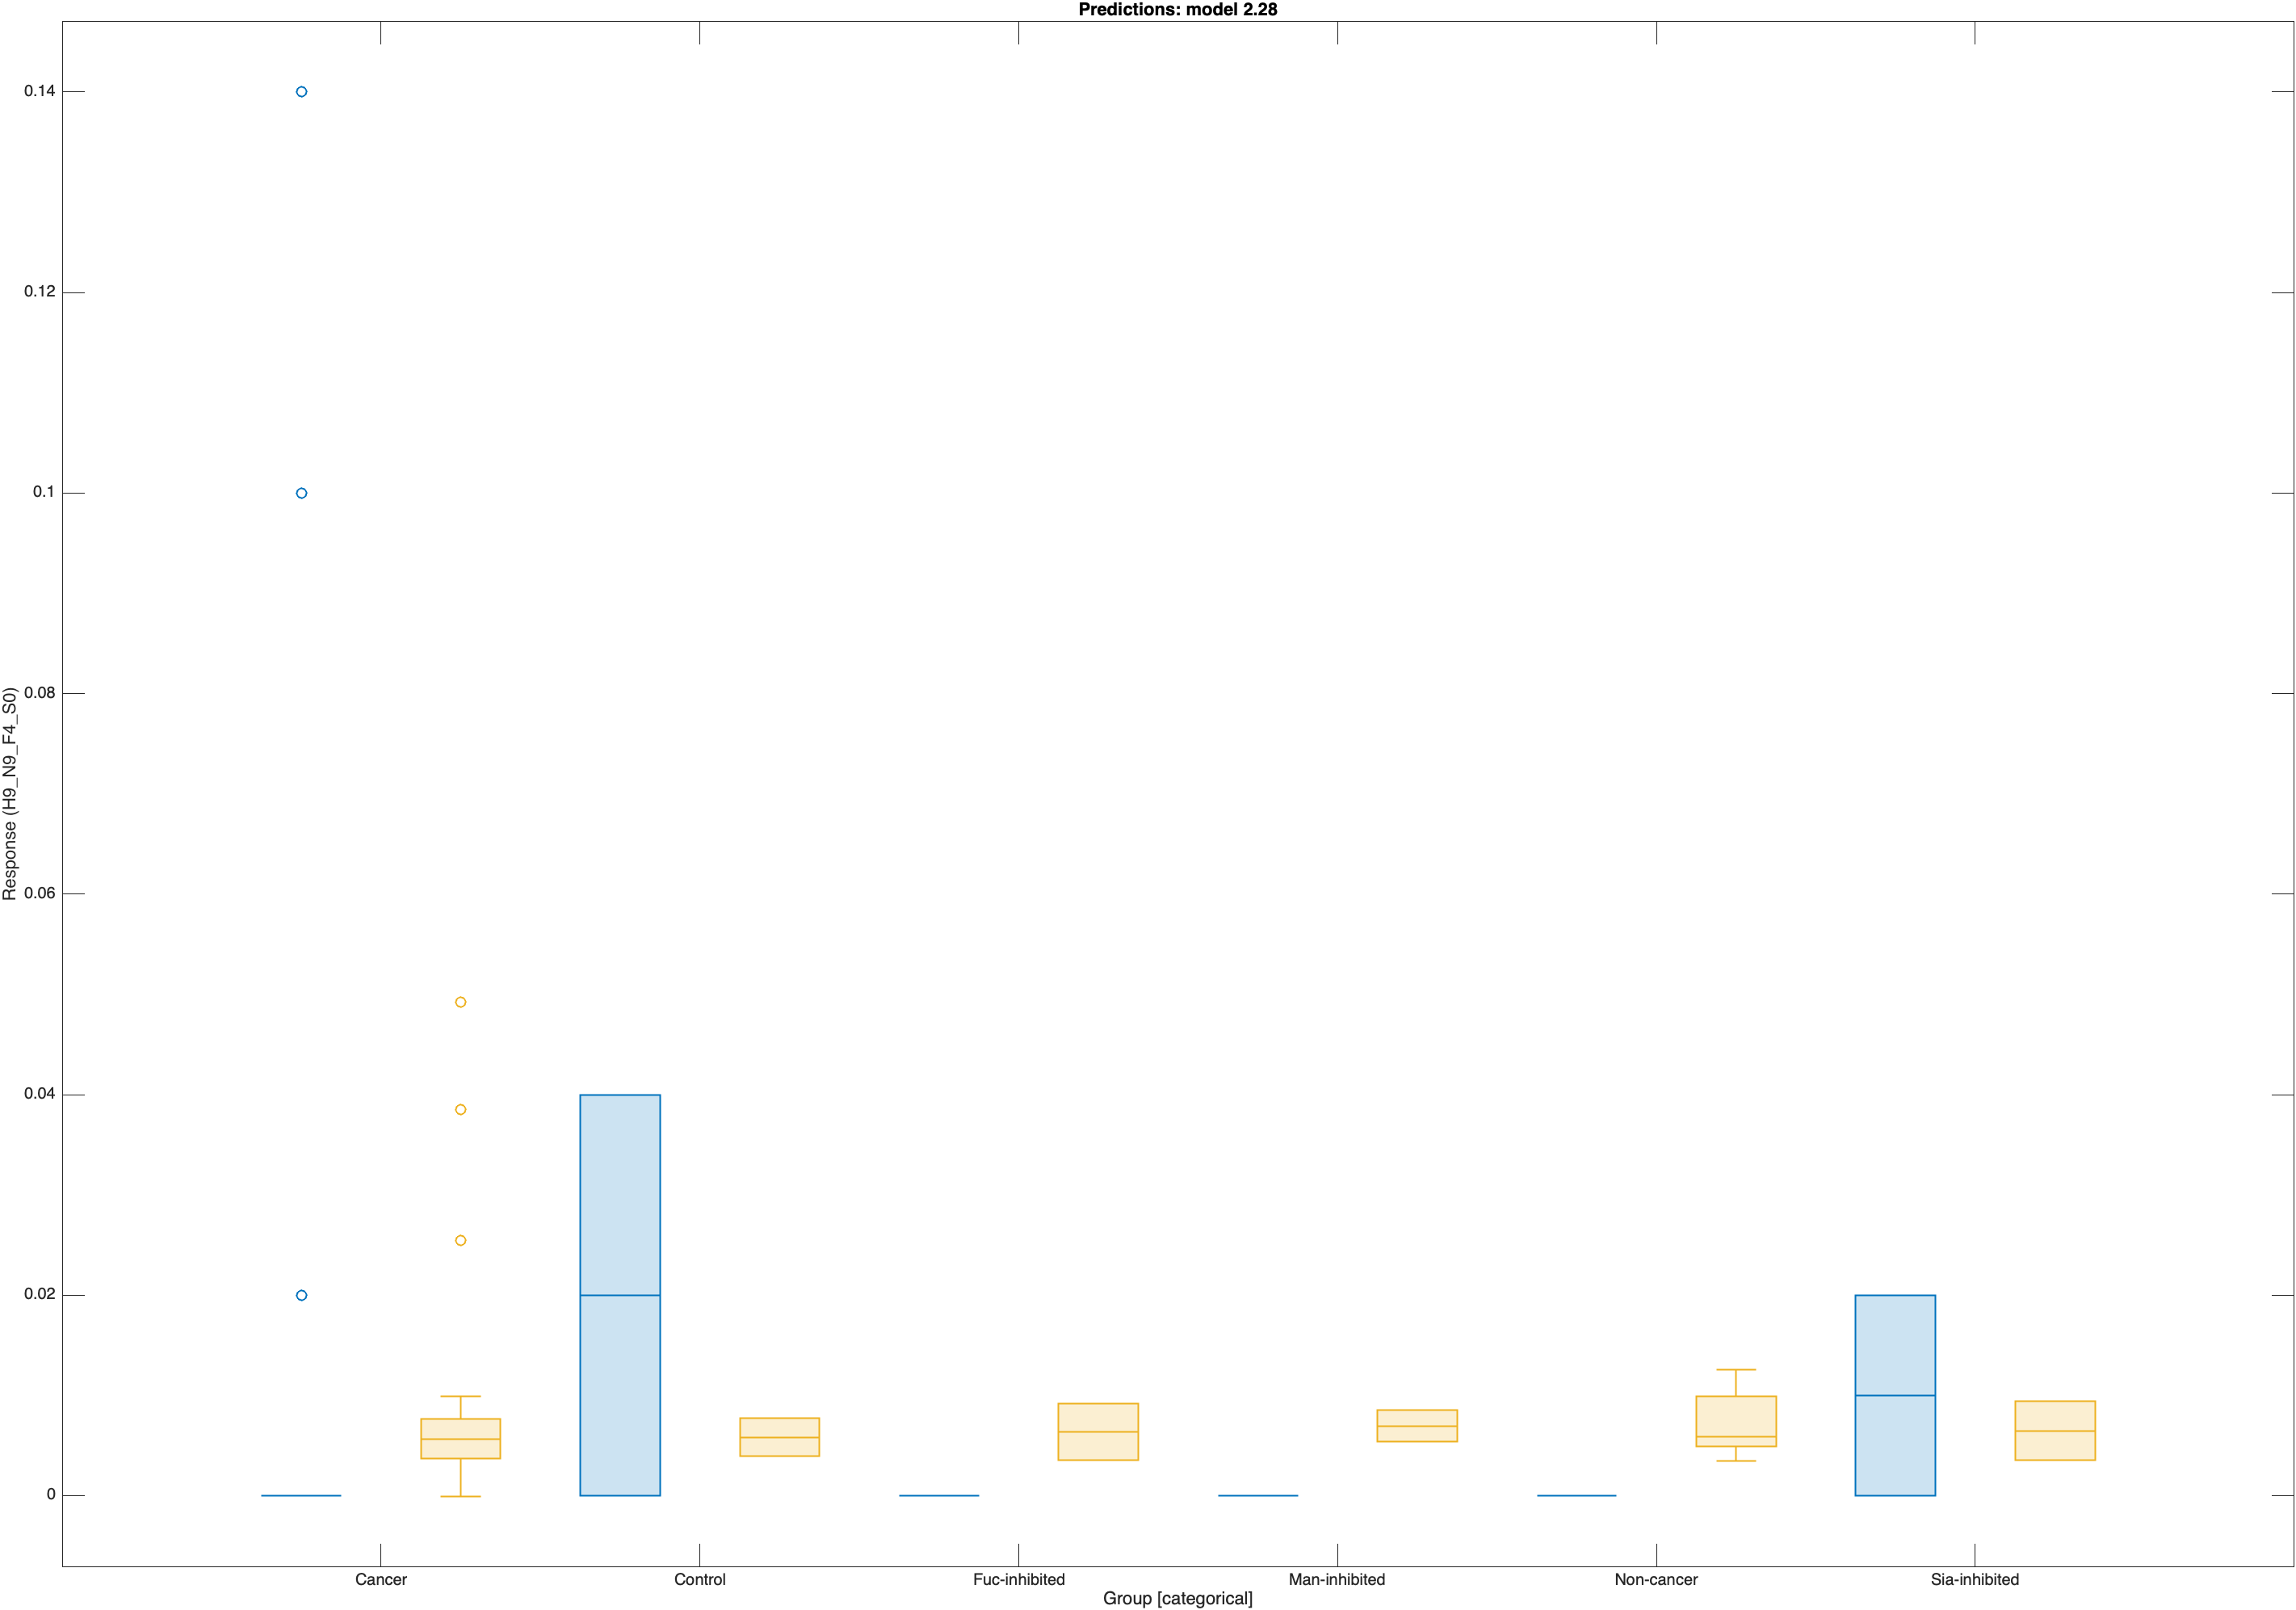 Predictions: model 2.28
0.14
0.12
0.1
0.08
0.06
0.04
0.02
0
Response (H9_N9_F4_S0)
Cancer
Control
Fuc-inhibited
Man-inhibited
Non-cancer
Sia-inhibited
Group [categorical]